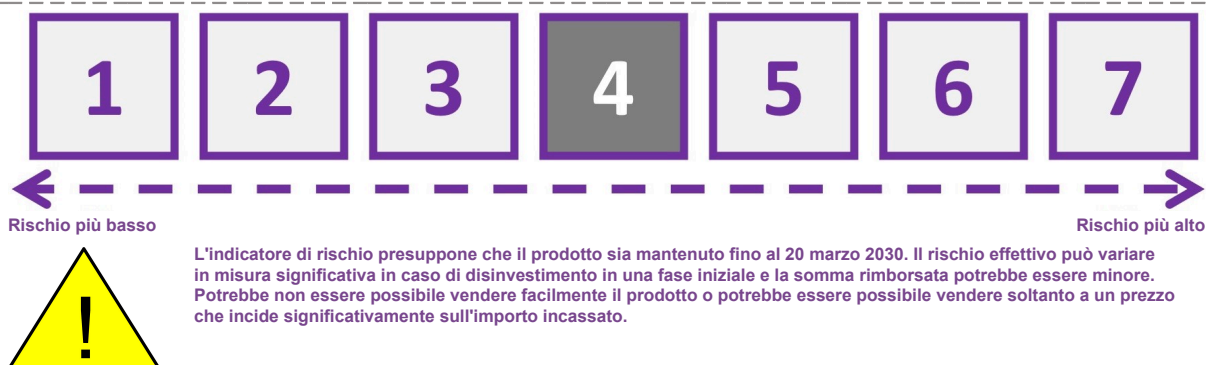 1 2 3 4 5 6 7
Rischio più basso Rischio più alto
L'indicatore di rischio presuppone che il prodotto sia mantenuto fino al 20 marzo 2030. Il rischio effettivo può variare
in misura significativa in caso di disinvestimento in una fase iniziale e la somma rimborsata potrebbe essere minore.
Potrebbe non essere possibile vendere facilmente il prodotto o potrebbe essere possibile vendere soltanto a un prezzo
che incide significativamente sull'importo incassato.
!